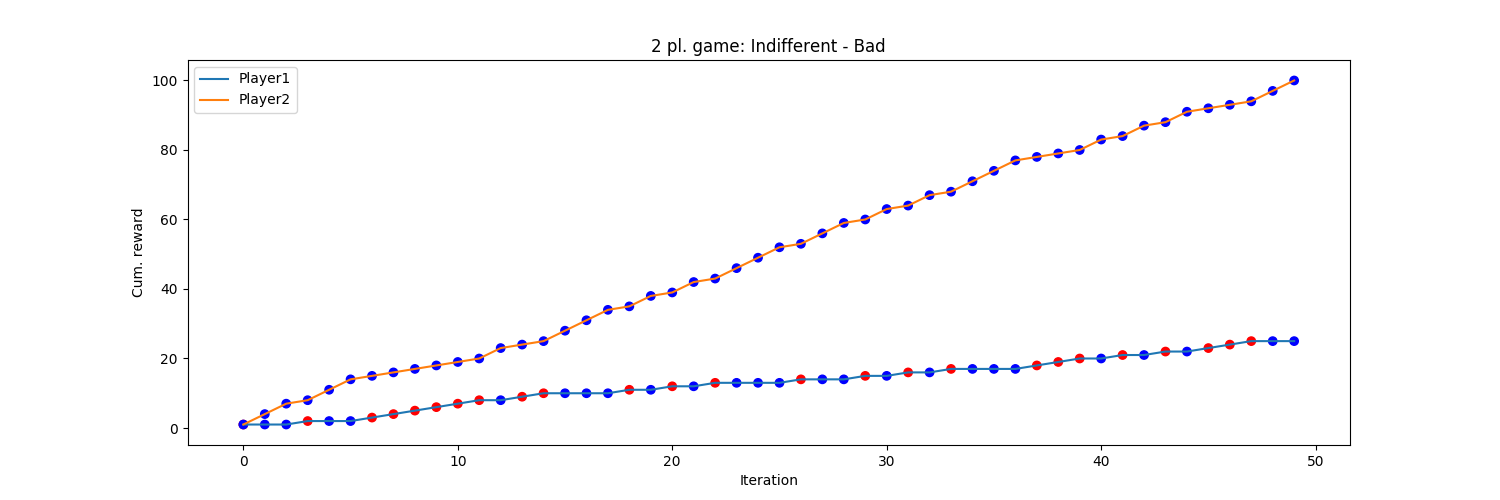 2 pl. game: Indifferent - Bad
Player1
Player2
100
80
60
40
20
0
Cum. reward
0 10 20 30 40 50
Iteration